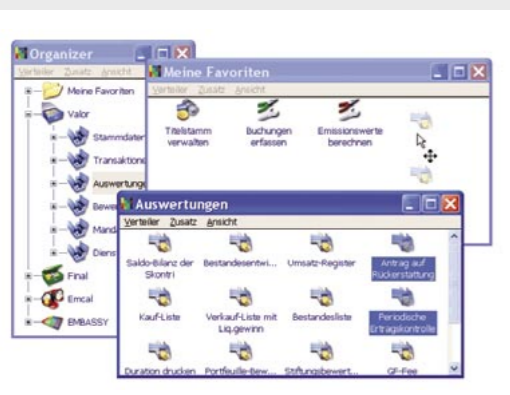 Organizer
Verteiler Zusatz Ansicht
Meine Favoriten
Valor
Stammdaten
Transaktione
Auswertunge
Bewe
Mand
Diens
Final
Emcal
EMBASSY
Meine Favoriten
Verteiler Zusatz Ansicht
Titelstamm
verwalten
Buchungen
erfassen
Emissionswerte
berechnen
Auswertungen
Verteiler Zusatz Ansicht
Saldo-Bilanz der
Skontri
Bestandesentwi...
Umsatz-Register
Antrag auf
Rückerstattung
Kauf-Liste
Verkauf-Liste mit
Liq.gewinn
Bestandesliste
Periodische
Ertragskontrolle
Duration drucken
Portfeuille-Bew...
Stiftungsbewert...
GF-Fee